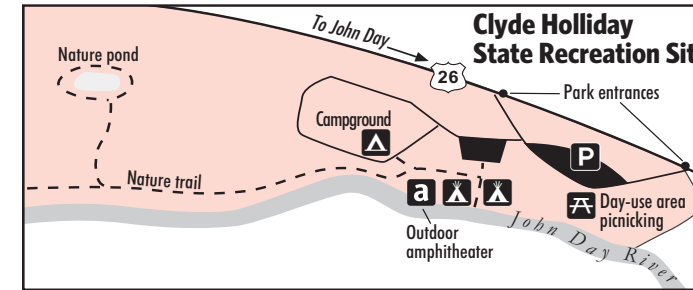 To John Day
Clyde Holliday
State Recreation Sit
26
Nature pond
Park entrances
Campground
P
Nature trail
a
Day-use area
picnicking
Outdoor
amphitheater
John Day River